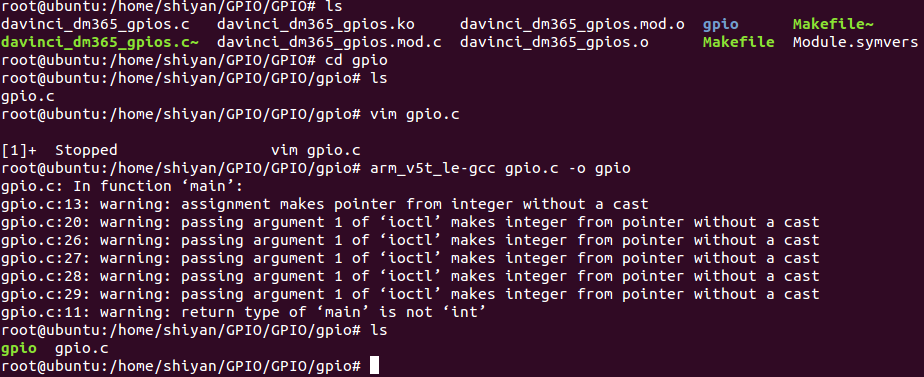 root@ubuntu:/home/shiyan/GPIO/GPIO# ls
davinci_dm365_gpios.c   davinci_dm365_gpios.ko     davinci_dm365_gpios.mod.o  gpio      Makefile~
davinci_dm365_gpios.c~  davinci_dm365_gpios.mod.c  davinci_dm365_gpios.o      Makefile  Module.symvers
root@ubuntu:/home/shiyan/GPIO/GPIO# cd gpio
root@ubuntu:/home/shiyan/GPIO/GPIO/gpio# ls
gpio.c
root@ubuntu:/home/shiyan/GPIO/GPIO/gpio# vim gpio.c
[1]+  Stopped                 vim gpio.c
root@ubuntu:/home/shiyan/GPIO/GPIO/gpio# arm_v5t_le-gcc gpio.c -o gpio
gpio.c: In function ‘main’:
gpio.c:13: warning: assignment makes pointer from integer without a cast
gpio.c:20: warning: passing argument 1 of ‘ioctl’ makes integer from pointer without a cast
gpio.c:26: warning: passing argument 1 of ‘ioctl’ makes integer from pointer without a cast
gpio.c:27: warning: passing argument 1 of ‘ioctl’ makes integer from pointer without a cast
gpio.c:28: warning: passing argument 1 of ‘ioctl’ makes integer from pointer without a cast
gpio.c:29: warning: passing argument 1 of ‘ioctl’ makes integer from pointer without a cast
gpio.c:11: warning: return type of ‘main’ is not ‘int’
root@ubuntu:/home/shiyan/GPIO/GPIO/gpio# ls
gpio  gpio.c
root@ubuntu:/home/shiyan/GPIO/GPIO/gpio#